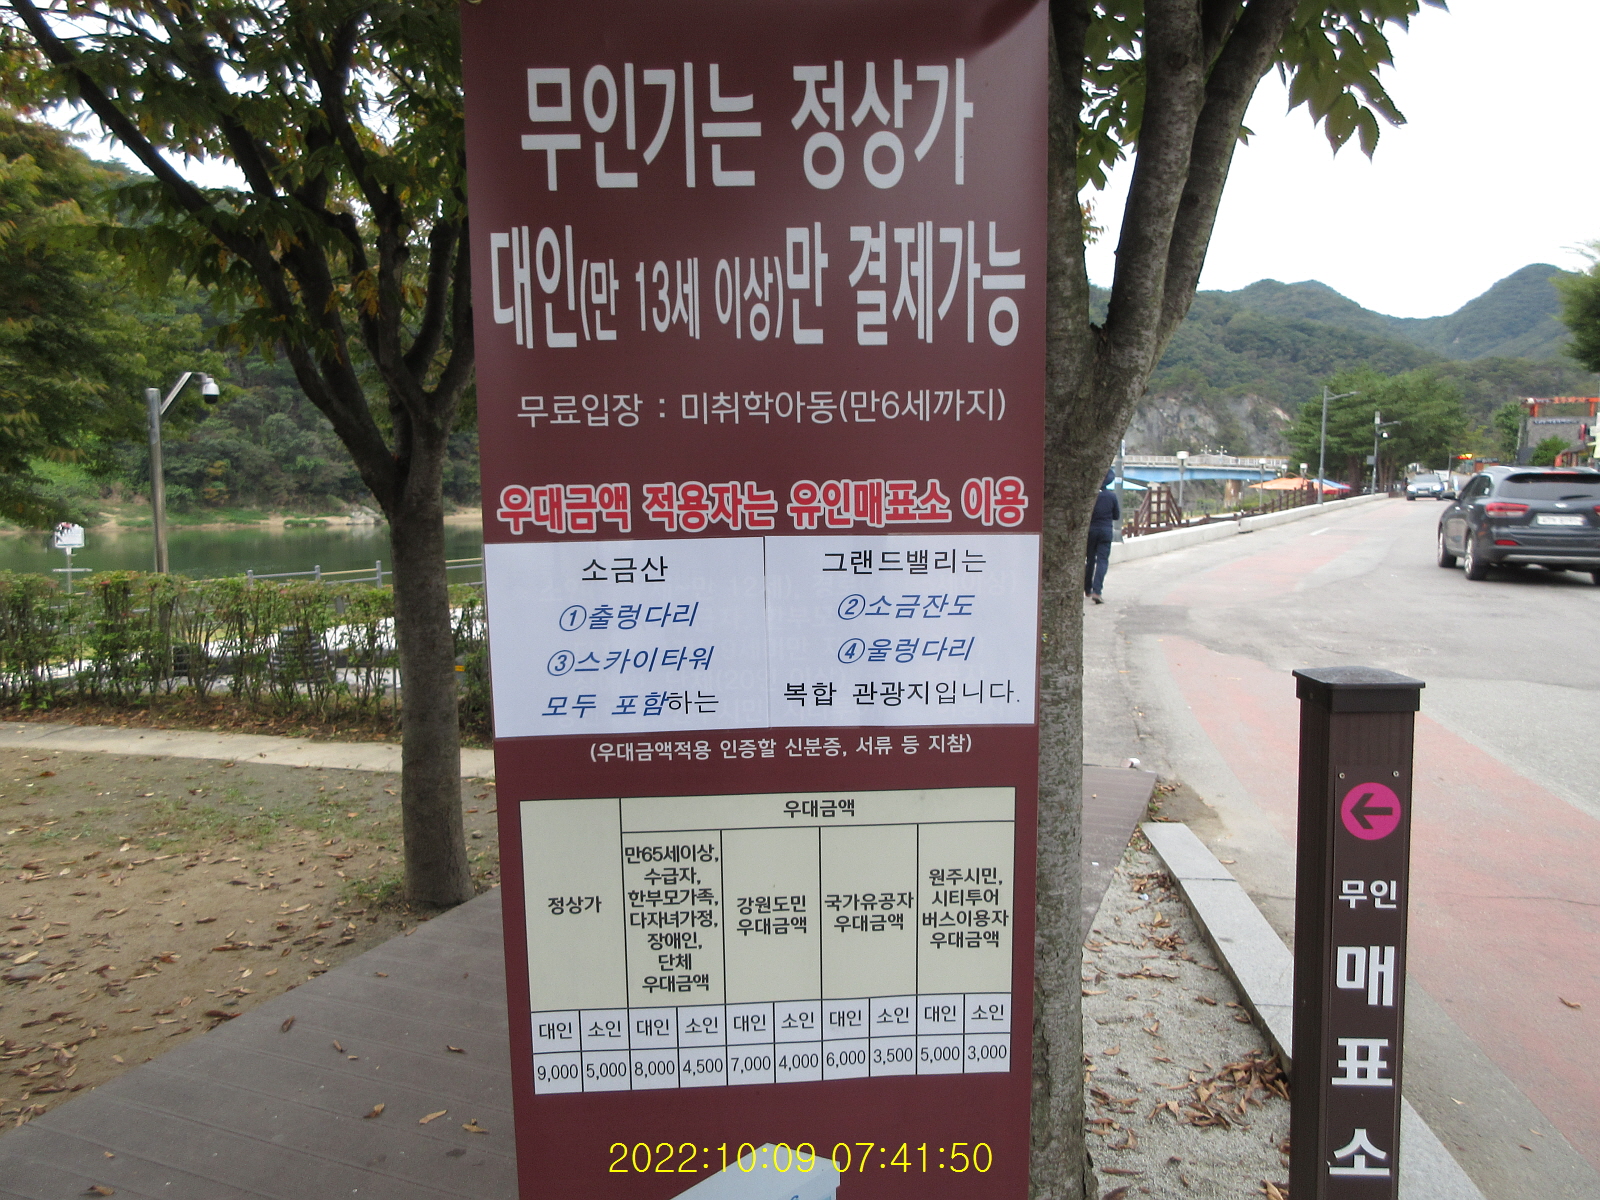 무인기는 정상가
대인(만 13세 이상)만 결제가능
무료입장 : 미취학아동(만6세까지)
우대금액 적용자는 유인매표소 이용
소금산
①출렁다리
③스카이타워
모두 포함하는
그랜드밸리는
②소금잔도
④울렁다리
복합 관광지입니다.
(우대금액적용 인증할 신분증, 서류 등 지참)
정상가
우대금액
만65세이상,
수급자,
한부모가족,
다자녀가정,
장애인,
단체
우대금액
강원도민
우대금액
국가유공자
우대금액
원주시민,
시티투어
버스이용자
우대금액
대인 소인 대인 소인 대인 소인 대인 소인 대인 소인
9,000 5,000 8,000 4,500 7,000 4,000 6,000 3,500 5,000 3,000
무인
매
표
소
2022:10:09 07:41:50